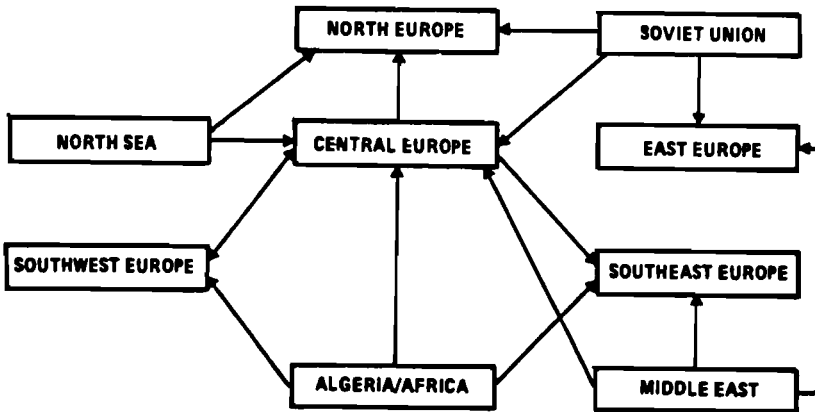 NORTH EUROPE
SOVIET UNION
NORTH SEA
CENTRAL EUROPE
EAST EUROPE
SOUTHWEST EUROPE
SOUTHEAST EUROPE
ALGERIA/AFRICA
MIDDLE EAST